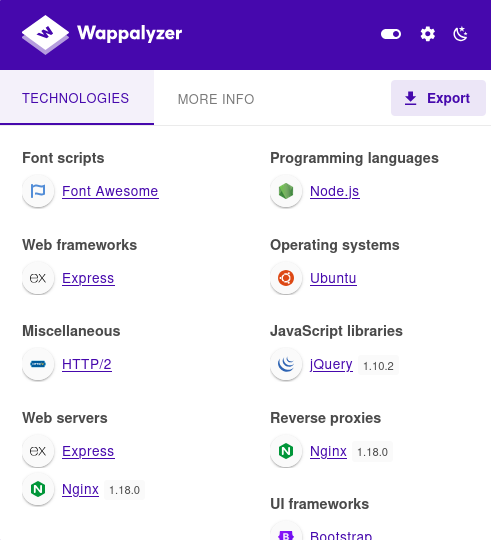 Wappalyzer
TECHNOLOGIES
MORE INFO
Export
Font scripts
Font Awesome
Web frameworks
Express
Miscellaneous
HTTP/2
Web servers
Express
Nginx 1.18.0
Programming languages
Node.js
Operating systems
Ubuntu
JavaScript libraries
jQuery 1.10.2
Reverse proxies
Nginx 1.18.0
UI frameworks
Bootstrap